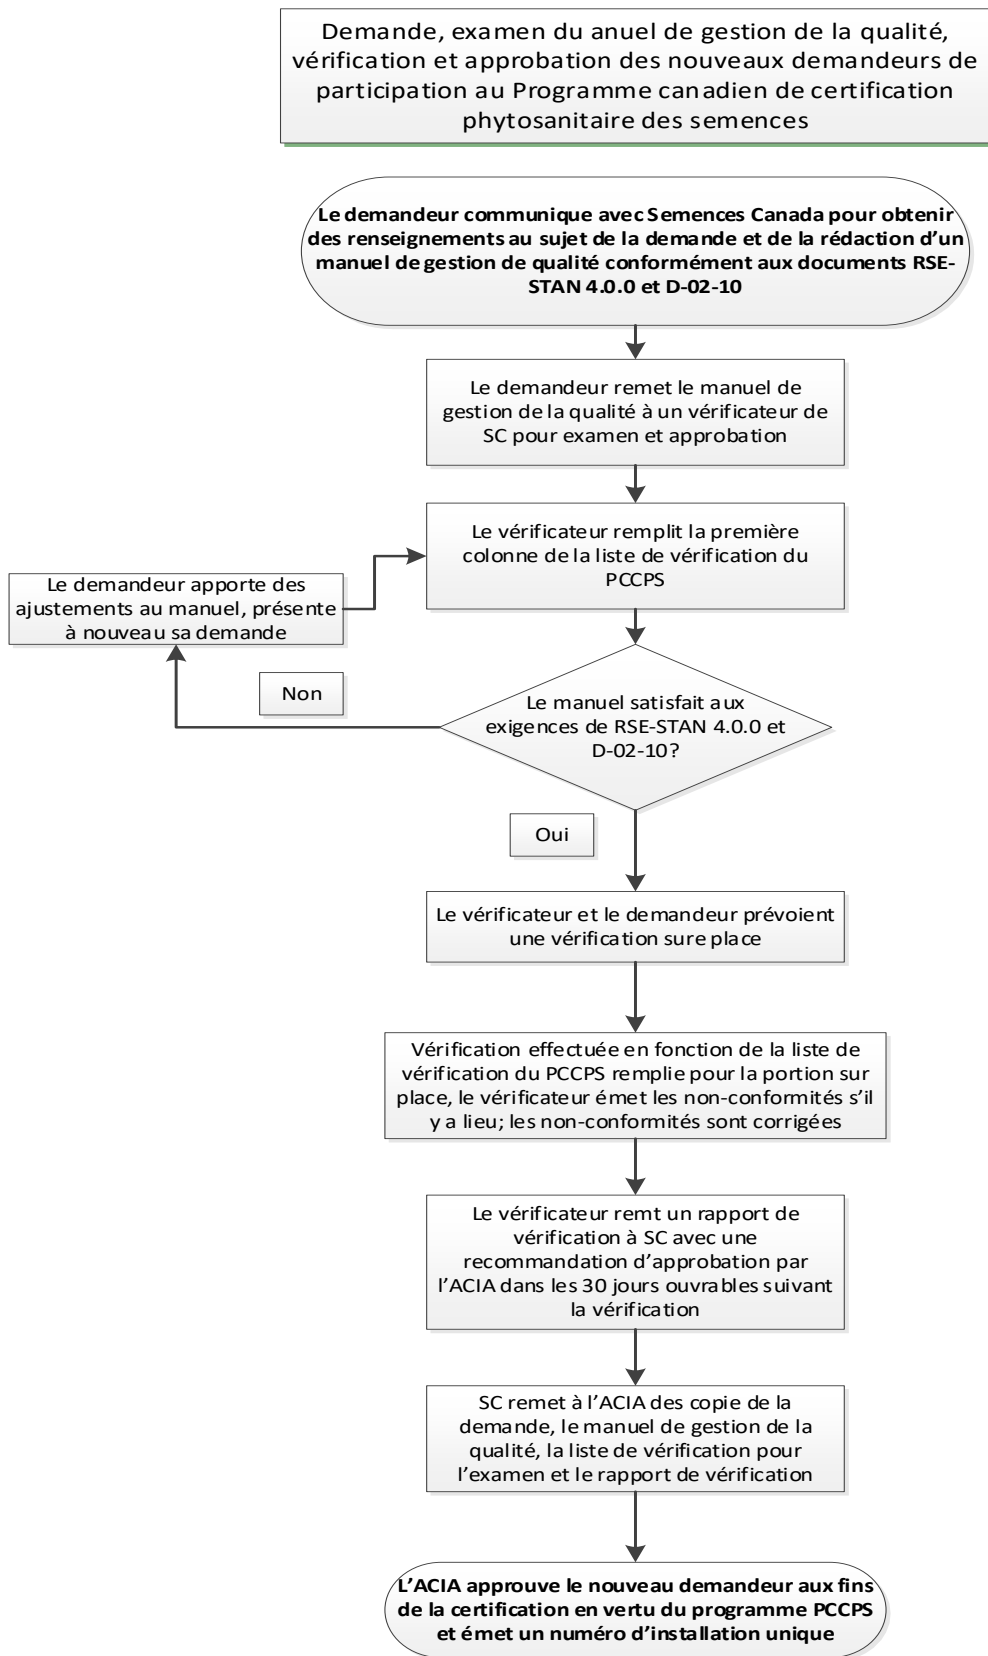 Demande, examen du anuel de gestion de la qualité,
vérification et approbation des nouveaux demandeurs de
participation au Programme canadien de certification
phytosanitaire des semences
Le demandeur communique avec Semences Canada pour obtenir
des renseignements au sujet de la demande et de la rédaction d’un
manuel de gestion de qualité conformément aux documents RSE-
STAN 4.0.0 et D-02-10
Le demandeur remet le manuel de
gestion de la qualité à un vérificateur de
SC pour examen et approbation
Le vérificateur remplit la première
colonne de la liste de vérification du
PCCPS
Le demandeur apporte des
ajustements au manuel, présente
à nouveau sa demande
Non
Le manuel satisfait aux
exigences de RSE-STAN 4.0.0 et
D-02-10?
Oui
Le vérificateur et le demandeur prévoient
une vérification sure place
Vérification effectuée en fonction de la liste de
vérification du PCCPS remplie pour la portion sur
place, le vérificateur émet les non-conformités s’il
y a lieu; les non-conformités sont corrigées
Le vérificateur remt un rapport de
vérification à SC avec une
recommandation d’approbation par
l’ACIA dans les 30 jours ouvrables suivant
la vérification
SC remet à l’ACIA des copie de la
demande, le manuel de gestion de la
qualité, la liste de vérification pour
l’examen et le rapport de vérification
L’ACIA approuve le nouveau demandeur aux fins
de la certification en vertu du programme PCCPS
et émet un numéro d’installation unique